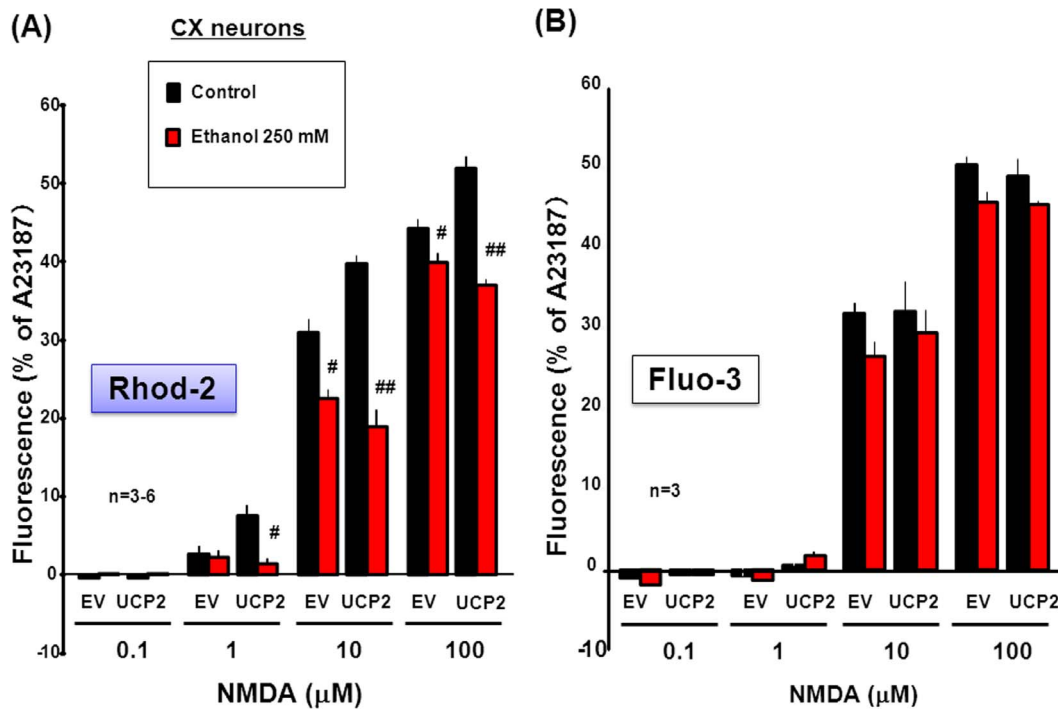 (A)
CX neurons
Control
Ethanol 250 mM
Fluorescence (% of A23187)
60
50
40
30
20
10
0
-10
Rhod-2
n=3-6
#
#
##
#
##
EV UCP2 EV UCP2 EV UCP2 EV UCP2
0.1 1 10 100
NMDA (μM)
(B)
Fluorescence (% of A23187)
60
50
40
30
20
10
0
-10
Fluo-3
n=3
EV UCP2 EV UCP2 EV UCP2 EV UCP2
0.1 1 10 100
NMDA (μM)